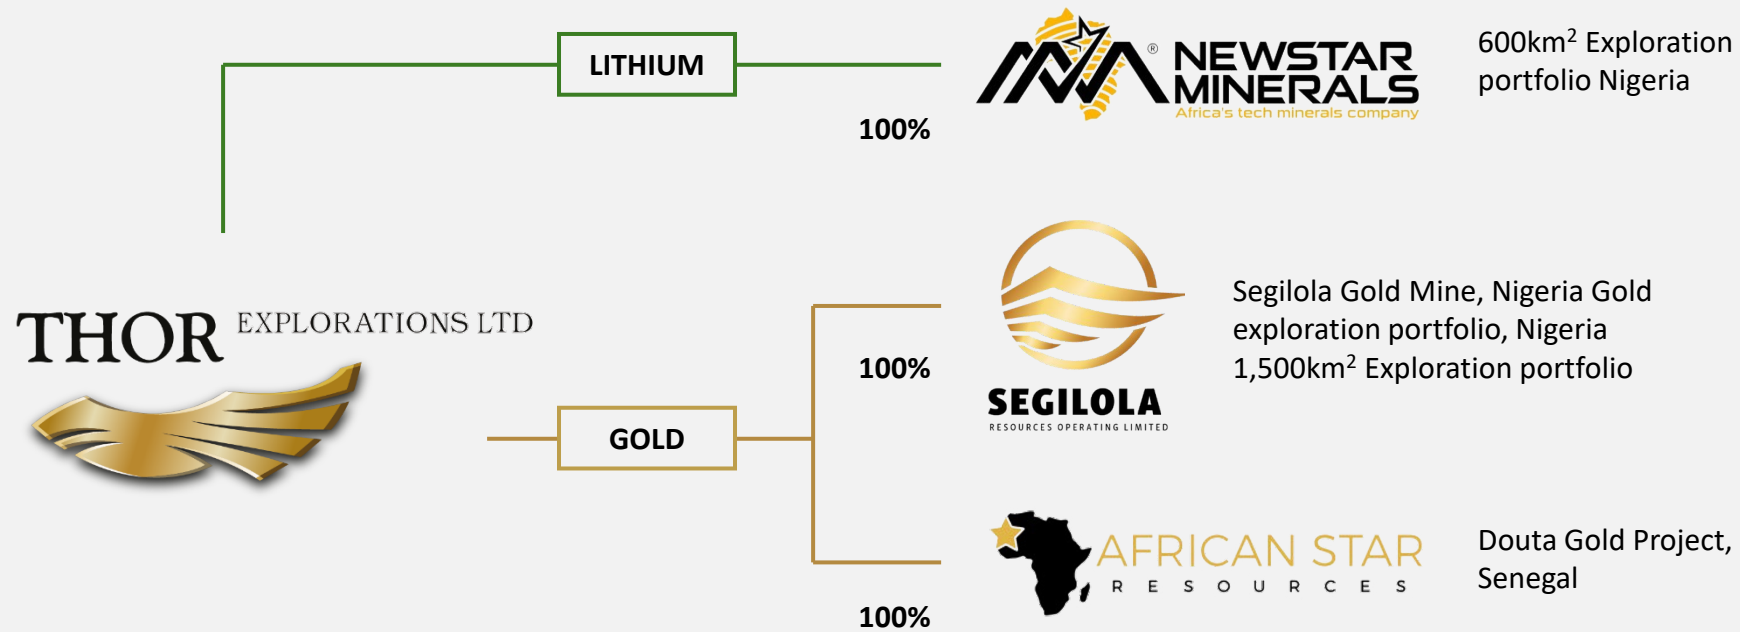 LITHIUM
100%
®
NEWSTAR
MINERALS
Africa's tech minerals company
600km² Exploration
portfolio Nigeria
THOR EXPLORATIONS LTD
GOLD
100%
SEGILOLA
RESOURCES OPERATING LIMITED
Segilola Gold Mine, Nigeria Gold
exploration portfolio, Nigeria
1,500km² Exploration portfolio
100%
AFRICAN STAR
RESOURCES
Douta Gold Project,
Senegal